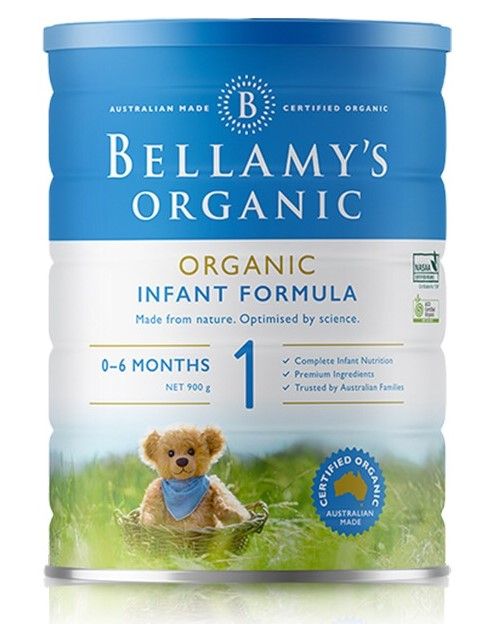 AUSTRALIAN MADE B CERTIFIED ORGANIC
BELLAMY'S
ORGANIC
ORGANIC
INFANT FORMULA
Made from nature. Optimised by science.
0–6 MONTHS
NET 900 g
1
✓ Complete Infant Nutrition
✓ Premium Ingredients
✓ Trusted by Australian Families
NASAA
CERTIFIED ORGANIC
AUSTRALIAN
MADE